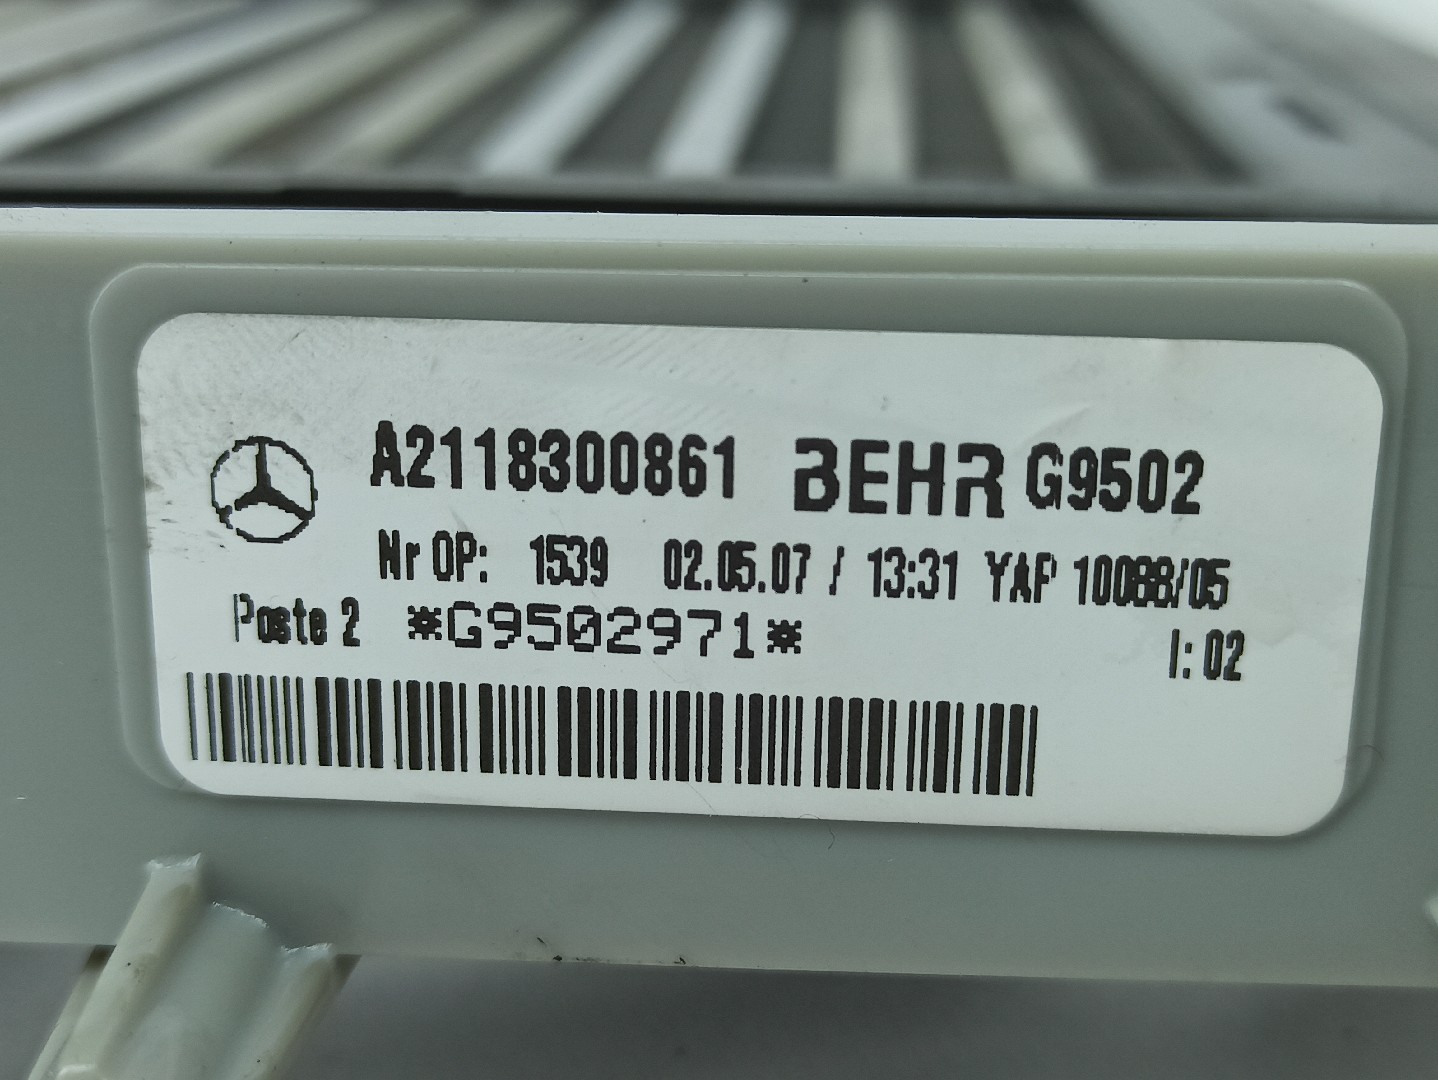 A2118300861 BEHR G9502
Nr OP: 1539 02.05.07 / 13:31 YAP 10088/05
Poste 2 *G9502971* I: 02